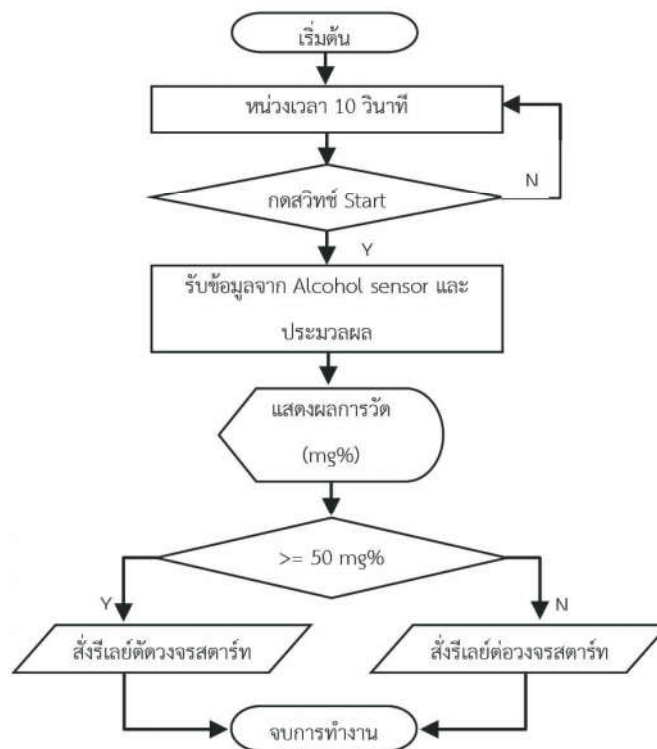 เริ่มต้น
หน่วงเวลา 10 วินาที
กดสวิทช์ Start
N
Y
รับข้อมูลจาก Alcohol sensor และ
ประมวลผล
แสดงผลการวัด
(mg%)
>= 50 mg%
Y
N
สั่งรีเลย์ตัดวงจรสตาร์ท
สั่งรีเลย์ต่อวงจรสตาร์ท
จบการทำงาน